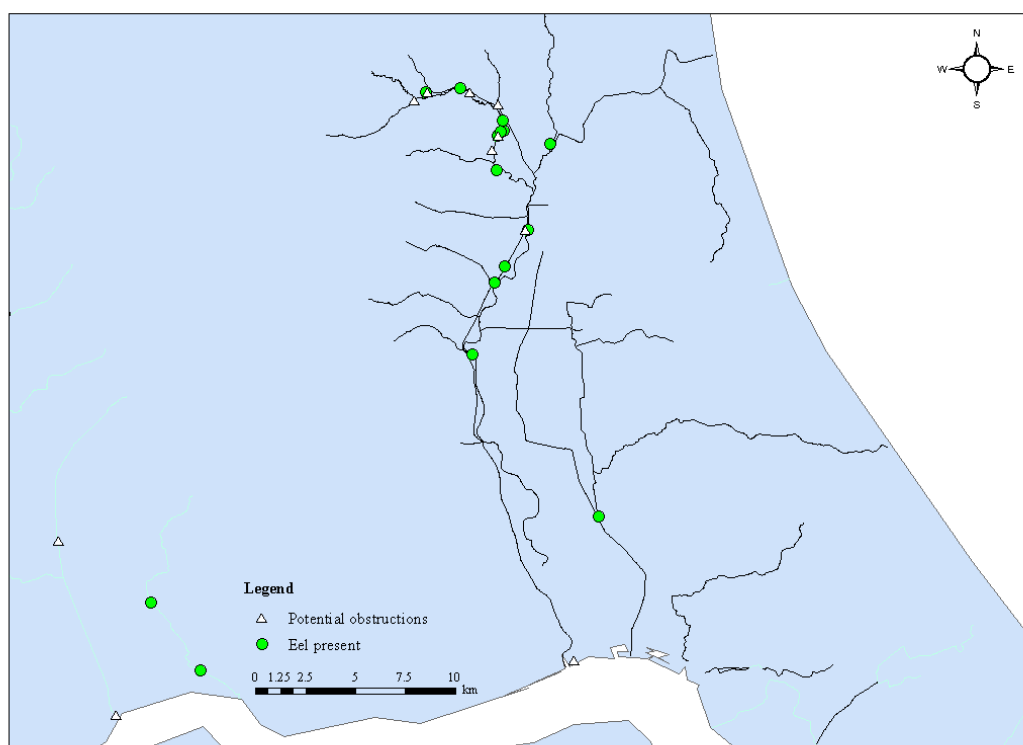 N
W E
S
Legend
Potential obstructions
Eel present
0 1.25 2.5 5 7.5 10
km